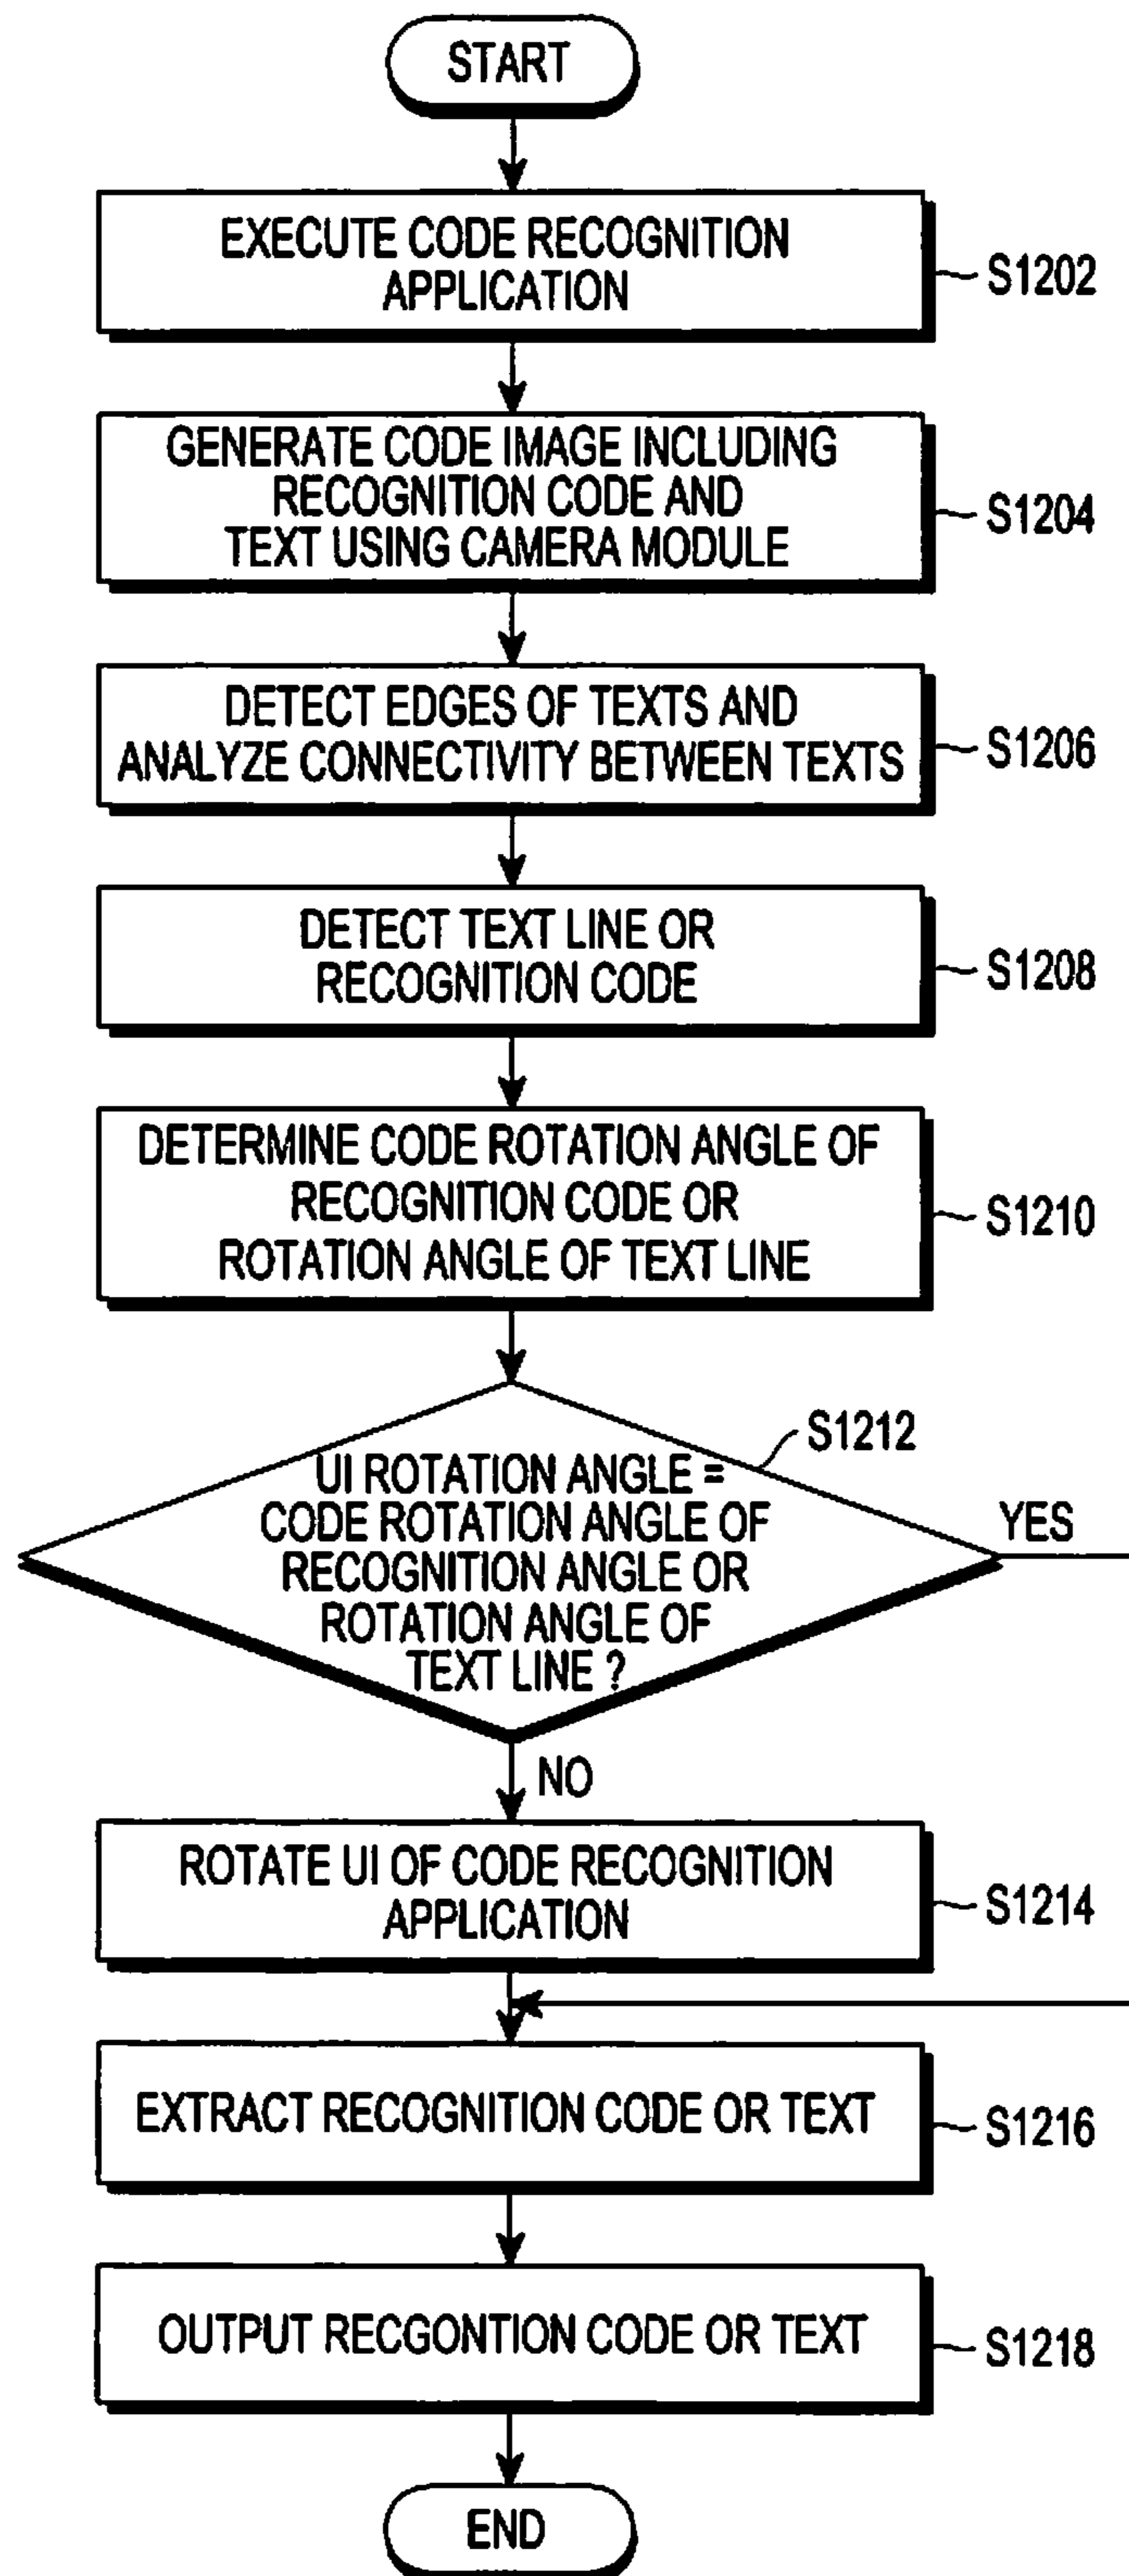 START
EXECUTE CODE RECOGNITION
APPLICATION
S1202
GENERATE CODE IMAGE INCLUDING
RECOGNITION CODE AND
TEXT USING CAMERA MODULE
S1204
DETECT EDGES OF TEXTS AND
ANALYZE CONNECTIVITY BETWEEN TEXTS
S1206
DETECT TEXT LINE OR
RECOGNITION CODE
S1208
DETERMINE CODE ROTATION ANGLE OF
RECOGNITION CODE OR
ROTATION ANGLE OF TEXT LINE
S1210
S1212
UI ROTATION ANGLE =
CODE ROTATION ANGLE OF
RECOGNITION ANGLE OR
ROTATION ANGLE OF
TEXT LINE ?
YES
NO
ROTATE UI OF CODE RECOGNITION
APPLICATION
S1214
EXTRACT RECOGNITION CODE OR TEXT
S1216
OUTPUT RECGONTION CODE OR TEXT
S1218
END